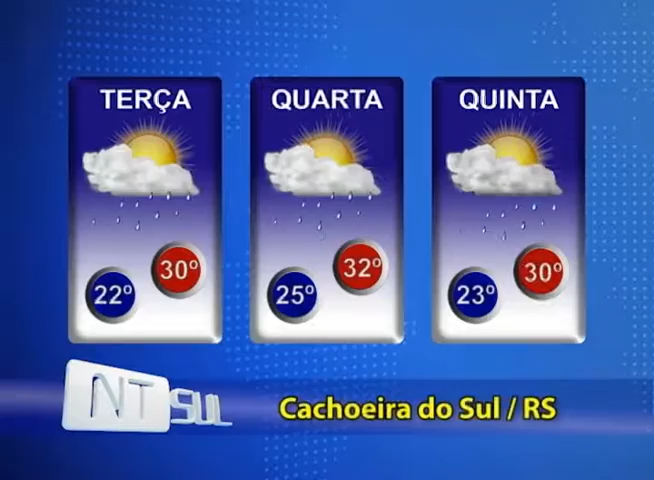 TERÇA
22º
30º
QUARTA
25º
32º
QUINTA
23º
30º
NT SUL
Cachoeira do Sul / RS